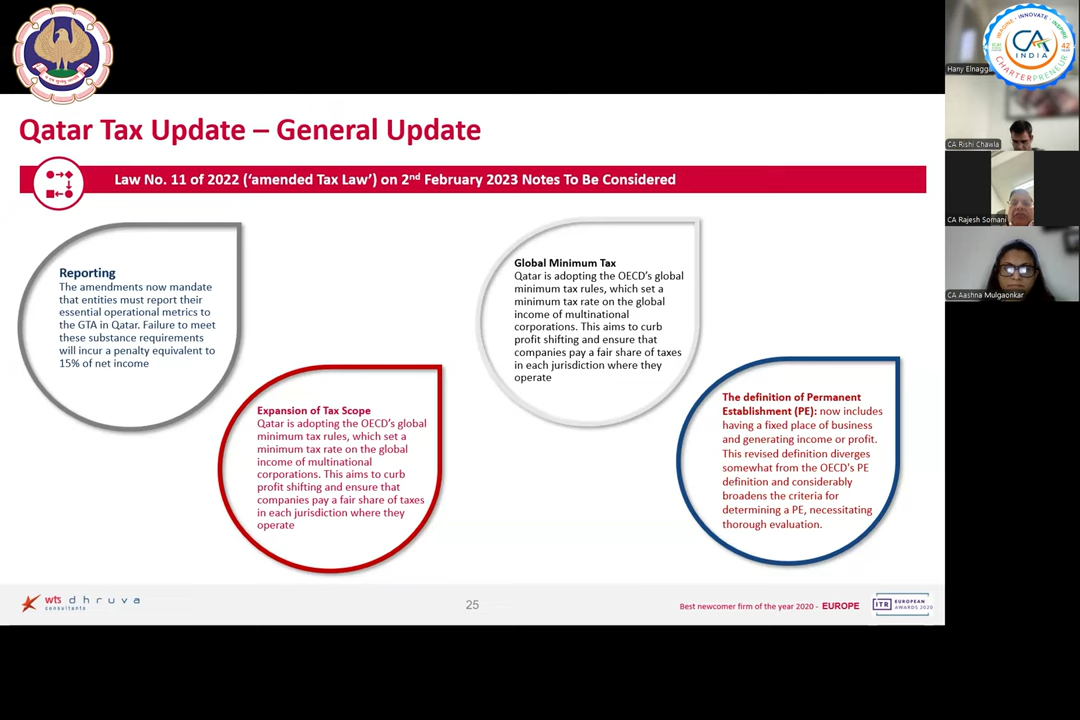 IMAGINE · INNOVATE · INSPIRE
CA
INDIA
42
CHARTERPRENEUR
Qatar Tax Update – General Update
Law No. 11 of 2022 ('amended Tax Law') on 2nd February 2023 Notes To Be Considered
Reporting
The amendments now mandate
that entities must report their
essential operational metrics to
the GTA in Qatar. Failure to meet
these substance requirements
will incur a penalty equivalent to
15% of net income
Expansion of Tax Scope
Qatar is adopting the OECD's global
minimum tax rules, which set a
minimum tax rate on the global
income of multinational
corporations. This aims to curb
profit shifting and ensure that
companies pay a fair share of taxes
in each jurisdiction where they
operate
Global Minimum Tax
Qatar is adopting the OECD's global
minimum tax rules, which set a
minimum tax rate on the global
income of multinational
corporations. This aims to curb
profit shifting and ensure that
companies pay a fair share of taxes
in each jurisdiction where they
operate
The definition of Permanent
Establishment (PE): now includes
having a fixed place of business
and generating income or profit.
This revised definition diverges
somewhat from the OECD's PE
definition and considerably
broadens the criteria for
determining a PE, necessitating
thorough evaluation.
wts dhruva
consultants
25
Best newcomer firm of the year 2020 - EUROPE
ITR EUROPEAN
AWARDS 2020
Hany Elnagga
CA Rishi Chawla
CA Rajesh Somani
CA Aashna Mulgaonkar